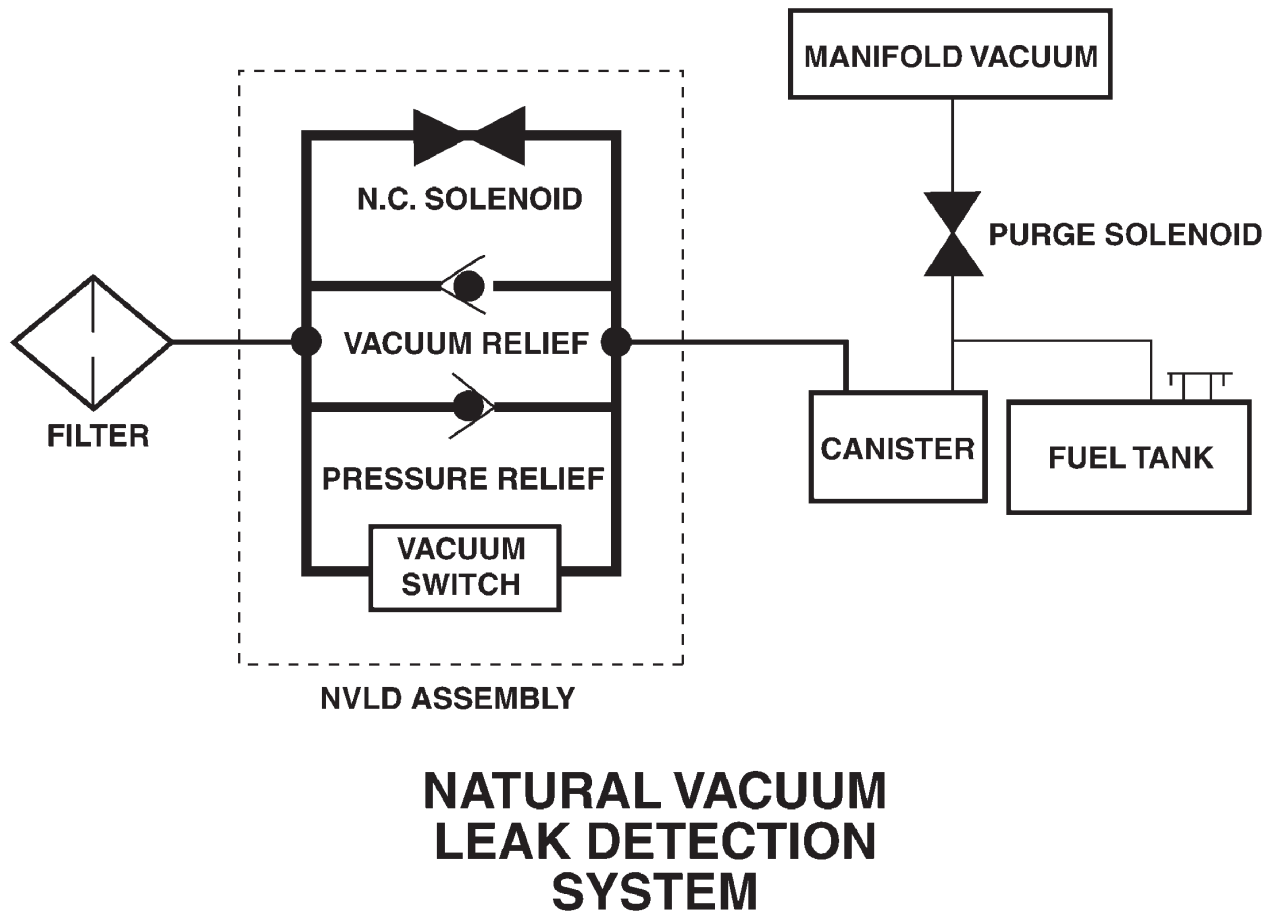 MANIFOLD VACUUM
N.C. SOLENOID
PURGE SOLENOID
VACUUM RELIEF
FILTER
CANISTER
FUEL TANK
PRESSURE RELIEF
VACUUM
SWITCH
NVLD ASSEMBLY
NATURAL VACUUM
LEAK DETECTION
SYSTEM